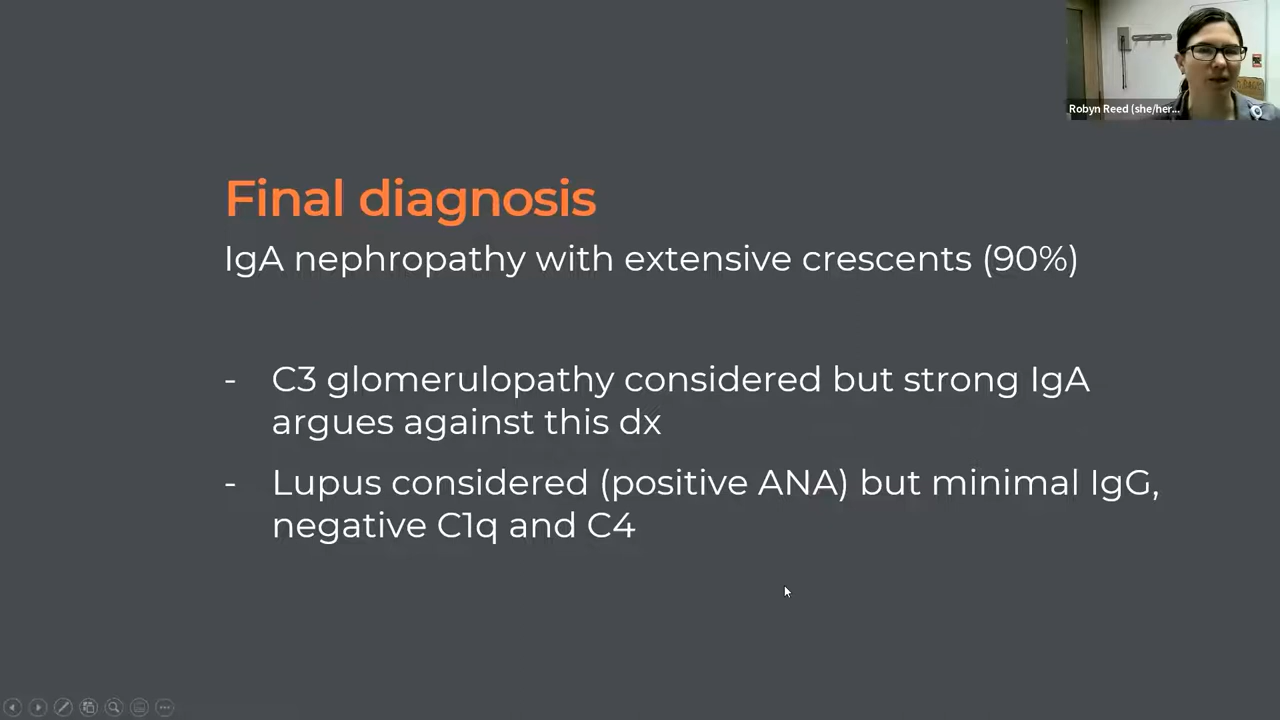 Robyn Reed (she/her...
Final diagnosis
IgA nephropathy with extensive crescents (90%)
- C3 glomerulopathy considered but strong IgA
argues against this dx
- Lupus considered (positive ANA) but minimal IgG,
negative C1q and C4